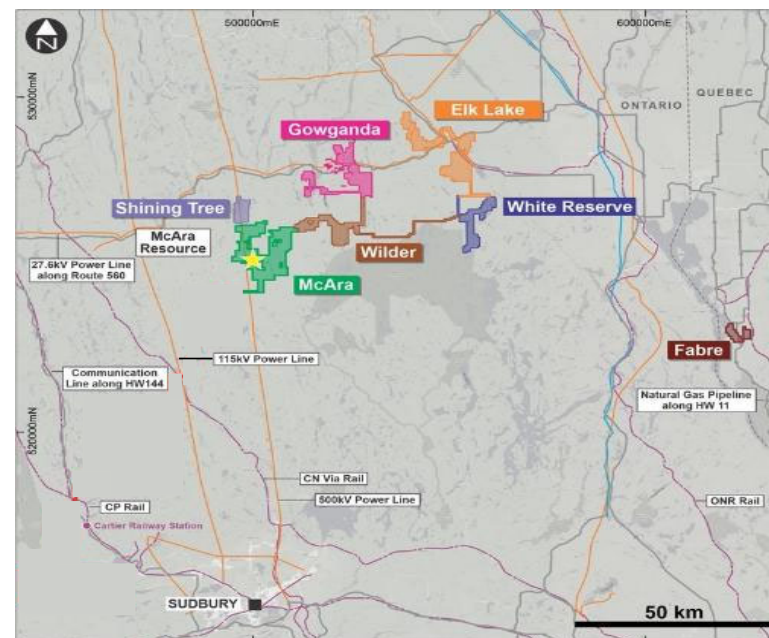 N
500000mE
600000mE
530000mN
ONTARIO
QUEBEC
Elk Lake
Gowganda
Shining Tree
White Reserve
McAra
Resource
Wilder
27.6kV Power Line
along Route 560
McAra
115kV Power Line
Fabre
Communication
Line along HW144
Natural Gas Pipeline
along HW 11
520000mN
CN Via Rail
500kV Power Line
CP Rail
ONR Rail
Cartier Railway Station
SUDBURY
50 km